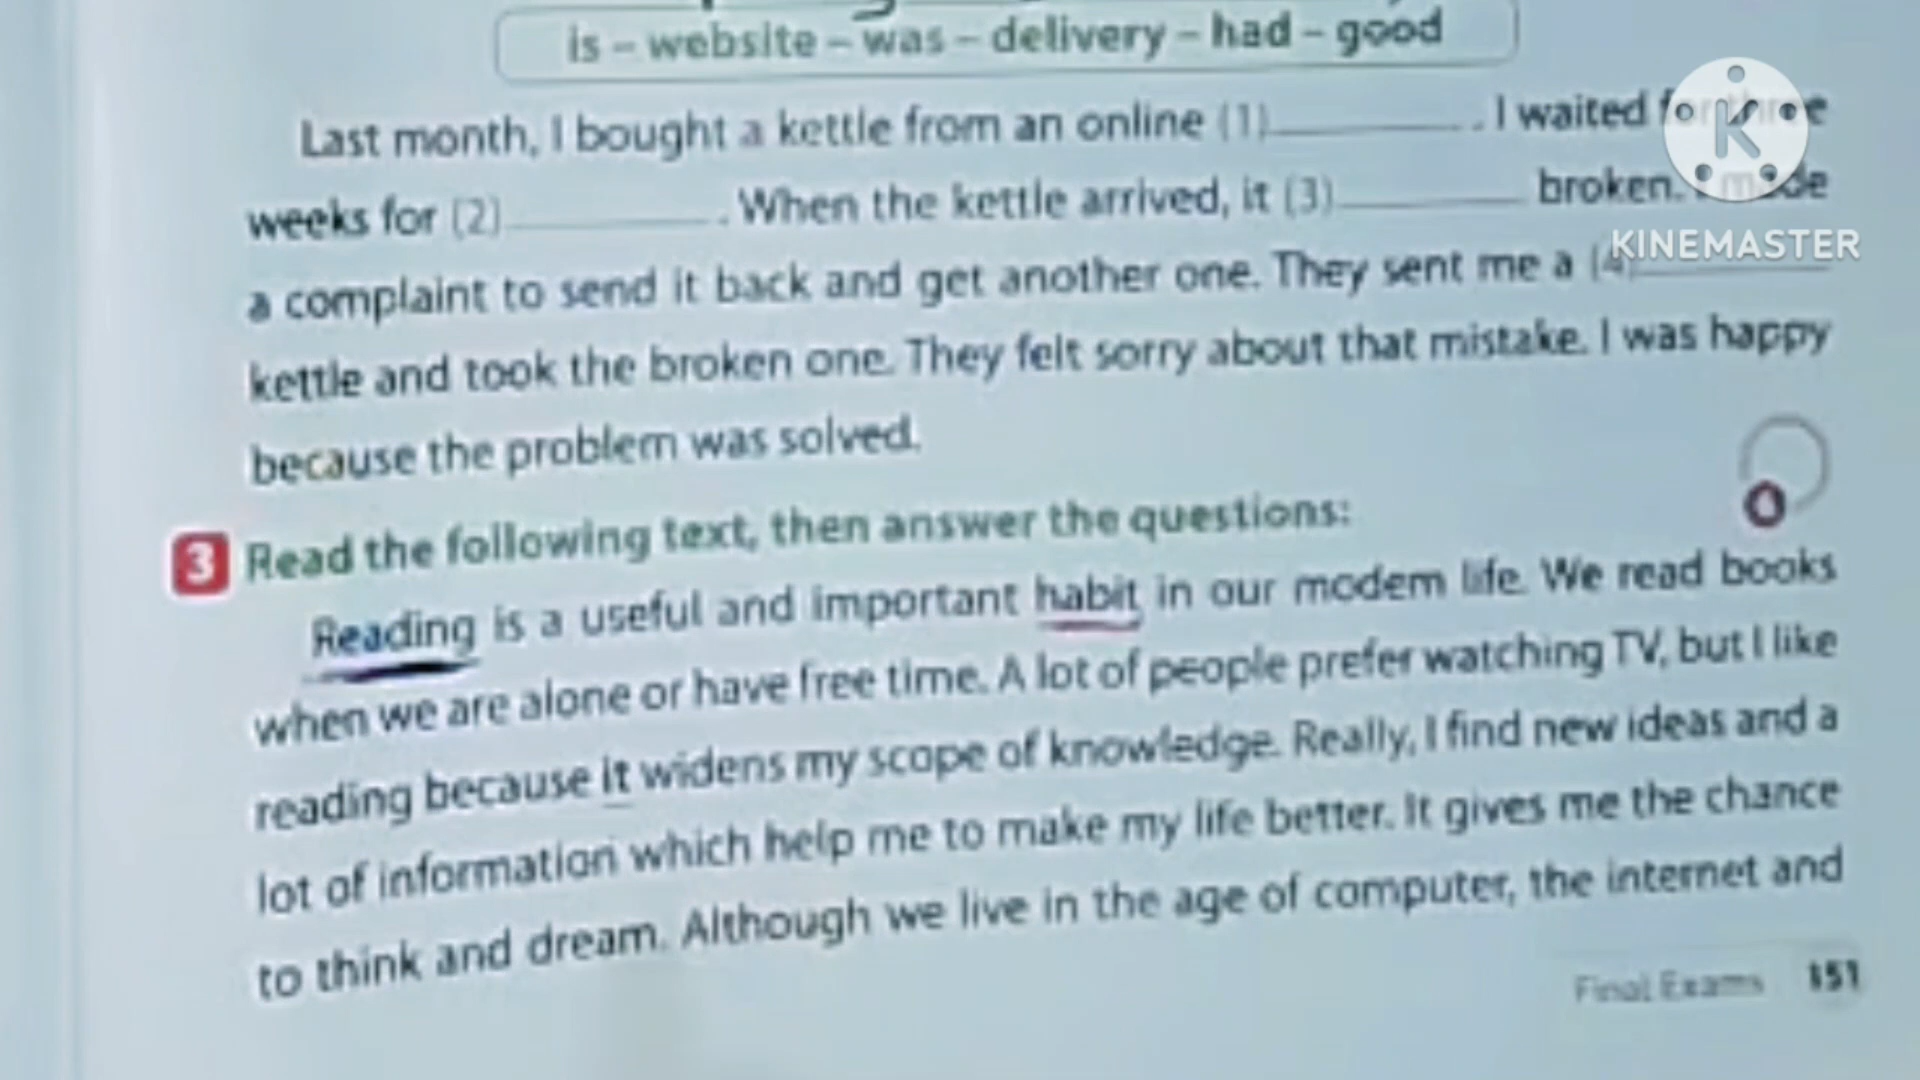 is – website – was – delivery – had – good
Last month, I bought a kettle from an online (1)________. I waited for three
weeks for (2)________. When the kettle arrived, it (3)________ broken. I made
a complaint to send it back and get another one. They sent me a (4)________
kettle and took the broken one. They felt sorry about that mistake. I was happy
because the problem was solved.
3 Read the following text, then answer the questions:
Reading is a useful and important habit in our modern life. We read books
when we are alone or have free time. A lot of people prefer watching TV, but I like
reading because it widens my scope of knowledge. Really, I find new ideas and a
lot of information which help me to make my life better. It gives me the chance
to think and dream. Although we live in the age of computer, the internet and
Final Exams 151
K
KINEMASTER